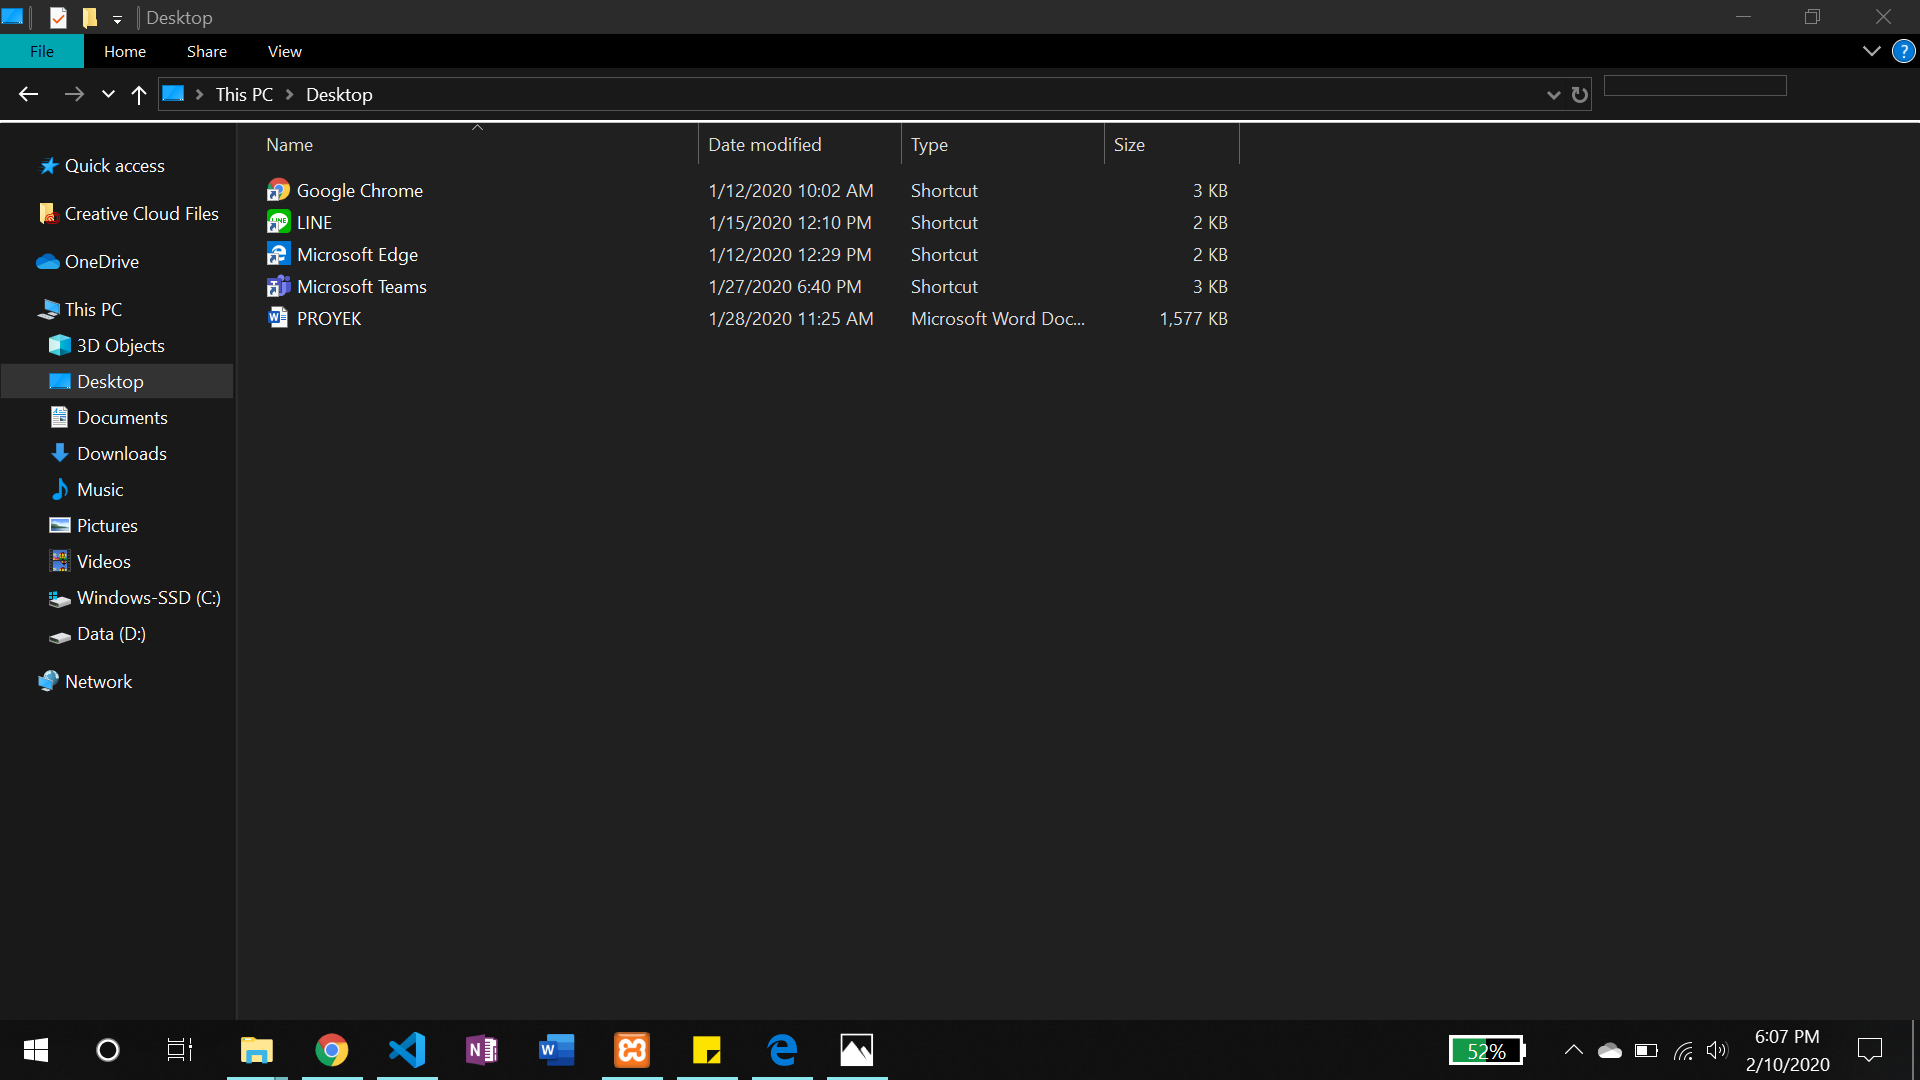 Desktop
File Home Share View
This PC Desktop
Name Date modified Type Size
Quick access
Creative Cloud Files
OneDrive
This PC
3D Objects
Desktop
Documents
Downloads
Music
Pictures
Videos
Windows-SSD (C:)
Data (D:)
Network
Google Chrome 1/12/2020 10:02 AM Shortcut 3 KB
LINE 1/15/2020 12:10 PM Shortcut 2 KB
Microsoft Edge 1/12/2020 12:29 PM Shortcut 2 KB
Microsoft Teams 1/27/2020 6:40 PM Shortcut 3 KB
PROYEK 1/28/2020 11:25 AM Microsoft Word Doc... 1,577 KB
52%
6:07 PM
2/10/2020